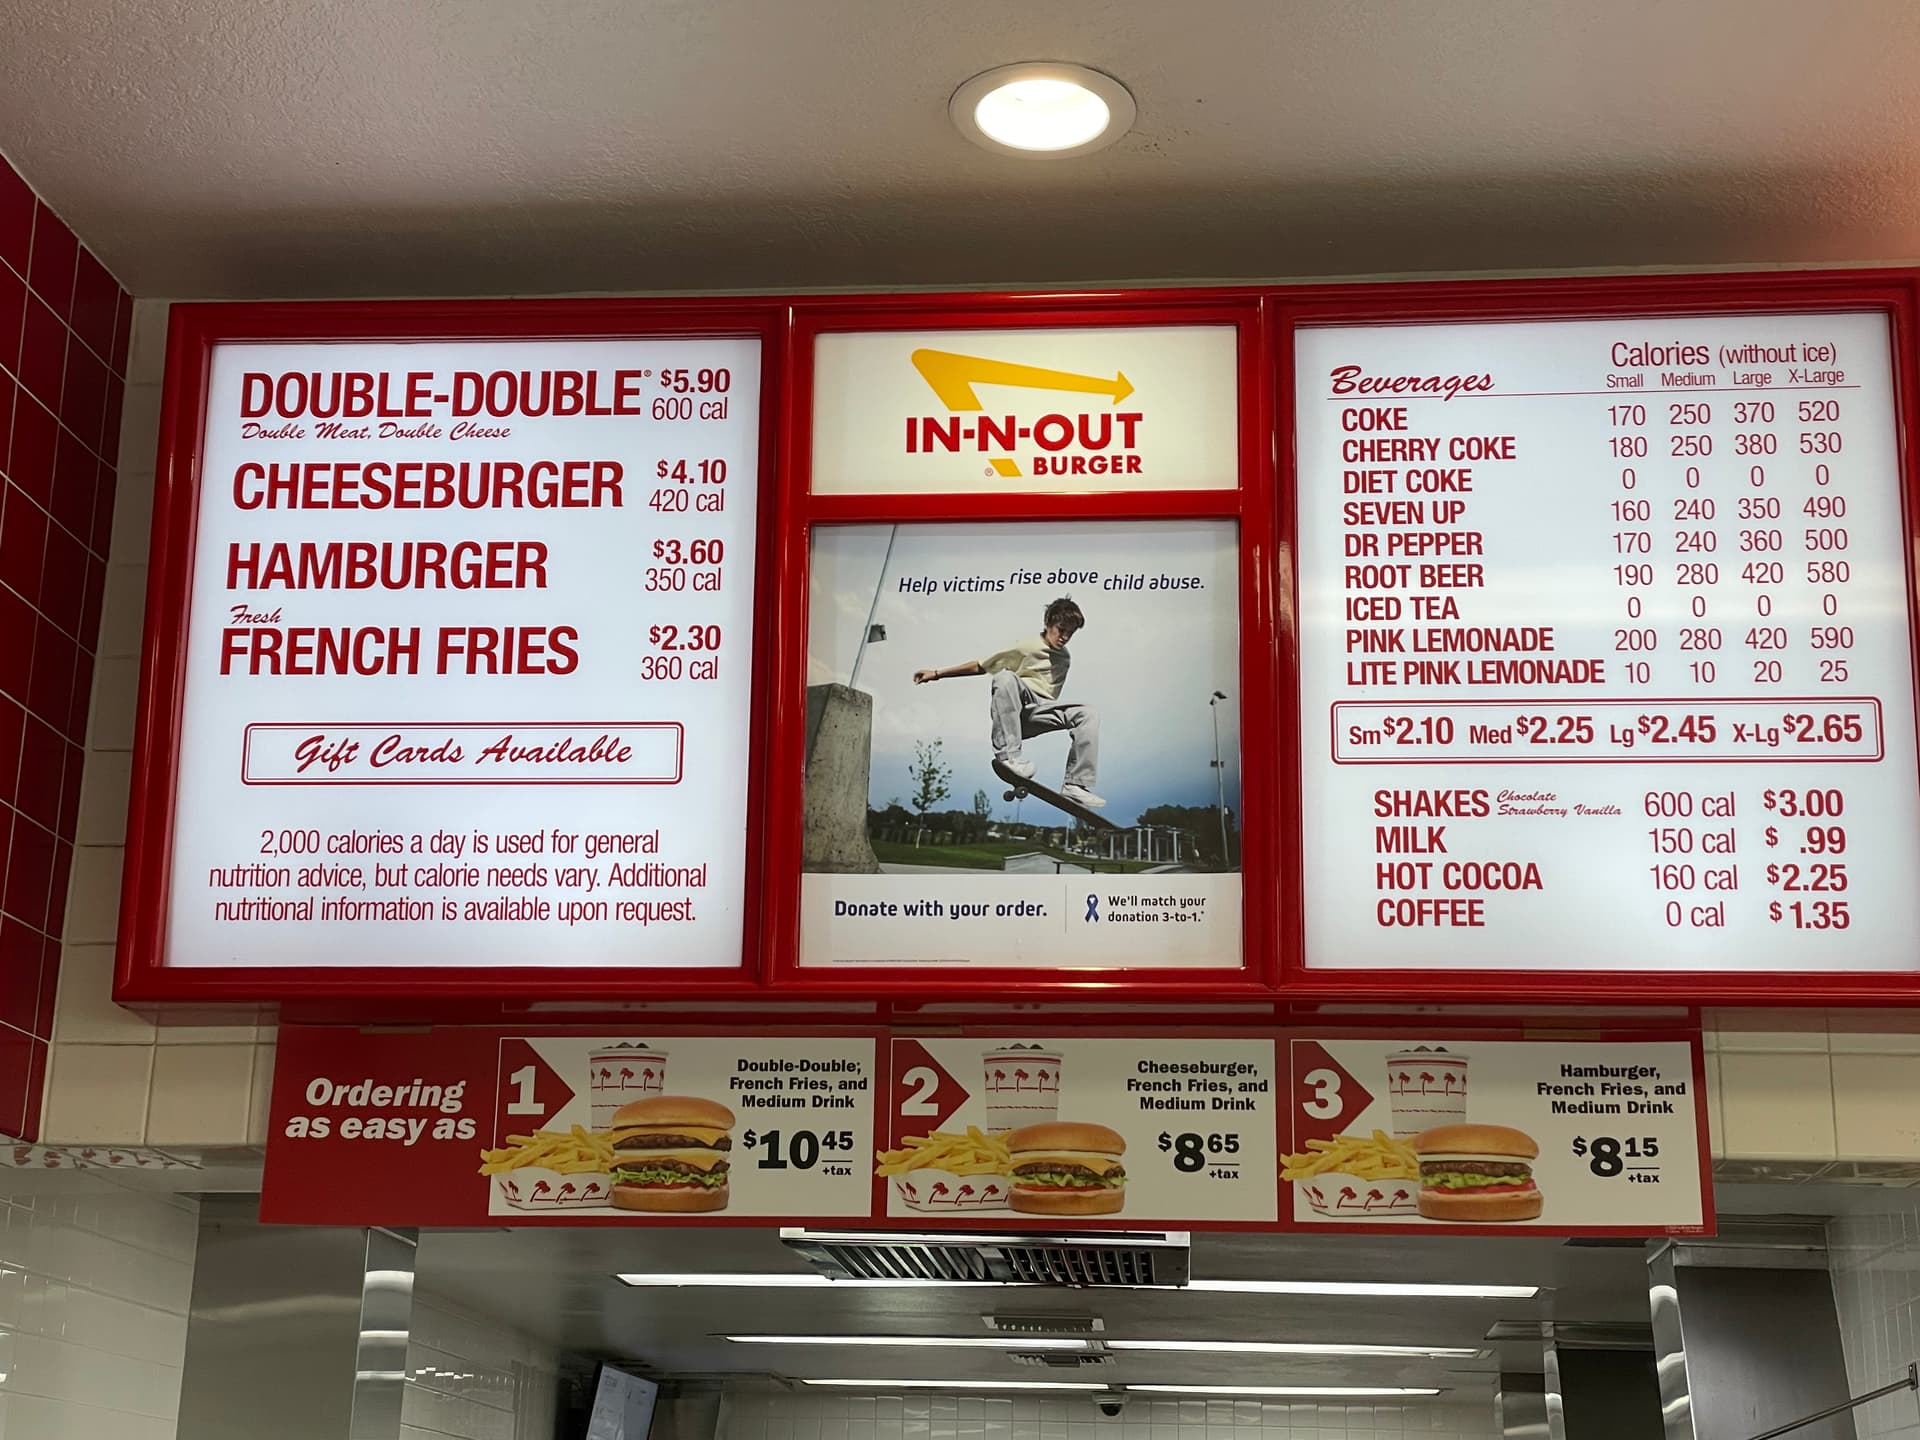 DOUBLE-DOUBLE® $5.90
600 cal
Double Meat, Double Cheese
CHEESEBURGER $4.10
420 cal
HAMBURGER $3.60
350 cal
Fresh
FRENCH FRIES $2.30
360 cal
Gift Cards Available
2,000 calories a day is used for general
nutrition advice, but calorie needs vary. Additional
nutritional information is available upon request.
IN-N-OUT
® BURGER
Help victims rise above child abuse.
Donate with your order.
We'll match your
donation 3-to-1.*
Calories (without ice)
Beverages Small Medium Large X-Large
COKE 170 250 370 520
CHERRY COKE 180 250 380 530
DIET COKE 0 0 0 0
SEVEN UP 160 240 350 490
DR PEPPER 170 240 360 500
ROOT BEER 190 280 420 580
ICED TEA 0 0 0 0
PINK LEMONADE 200 280 420 590
LITE PINK LEMONADE 10 10 20 25
Sm $2.10 Med $2.25 Lg $2.45 X-Lg $2.65
SHAKES Chocolate Strawberry Vanilla 600 cal $3.00
MILK 150 cal $ .99
HOT COCOA 160 cal $2.25
COFFEE 0 cal $1.35
Ordering
as easy as
1
Double-Double,
French Fries, and
Medium Drink
$10 45
+tax
2
Cheeseburger,
French Fries, and
Medium Drink
$8 65
+tax
3
Hamburger,
French Fries, and
Medium Drink
$8 15
+tax